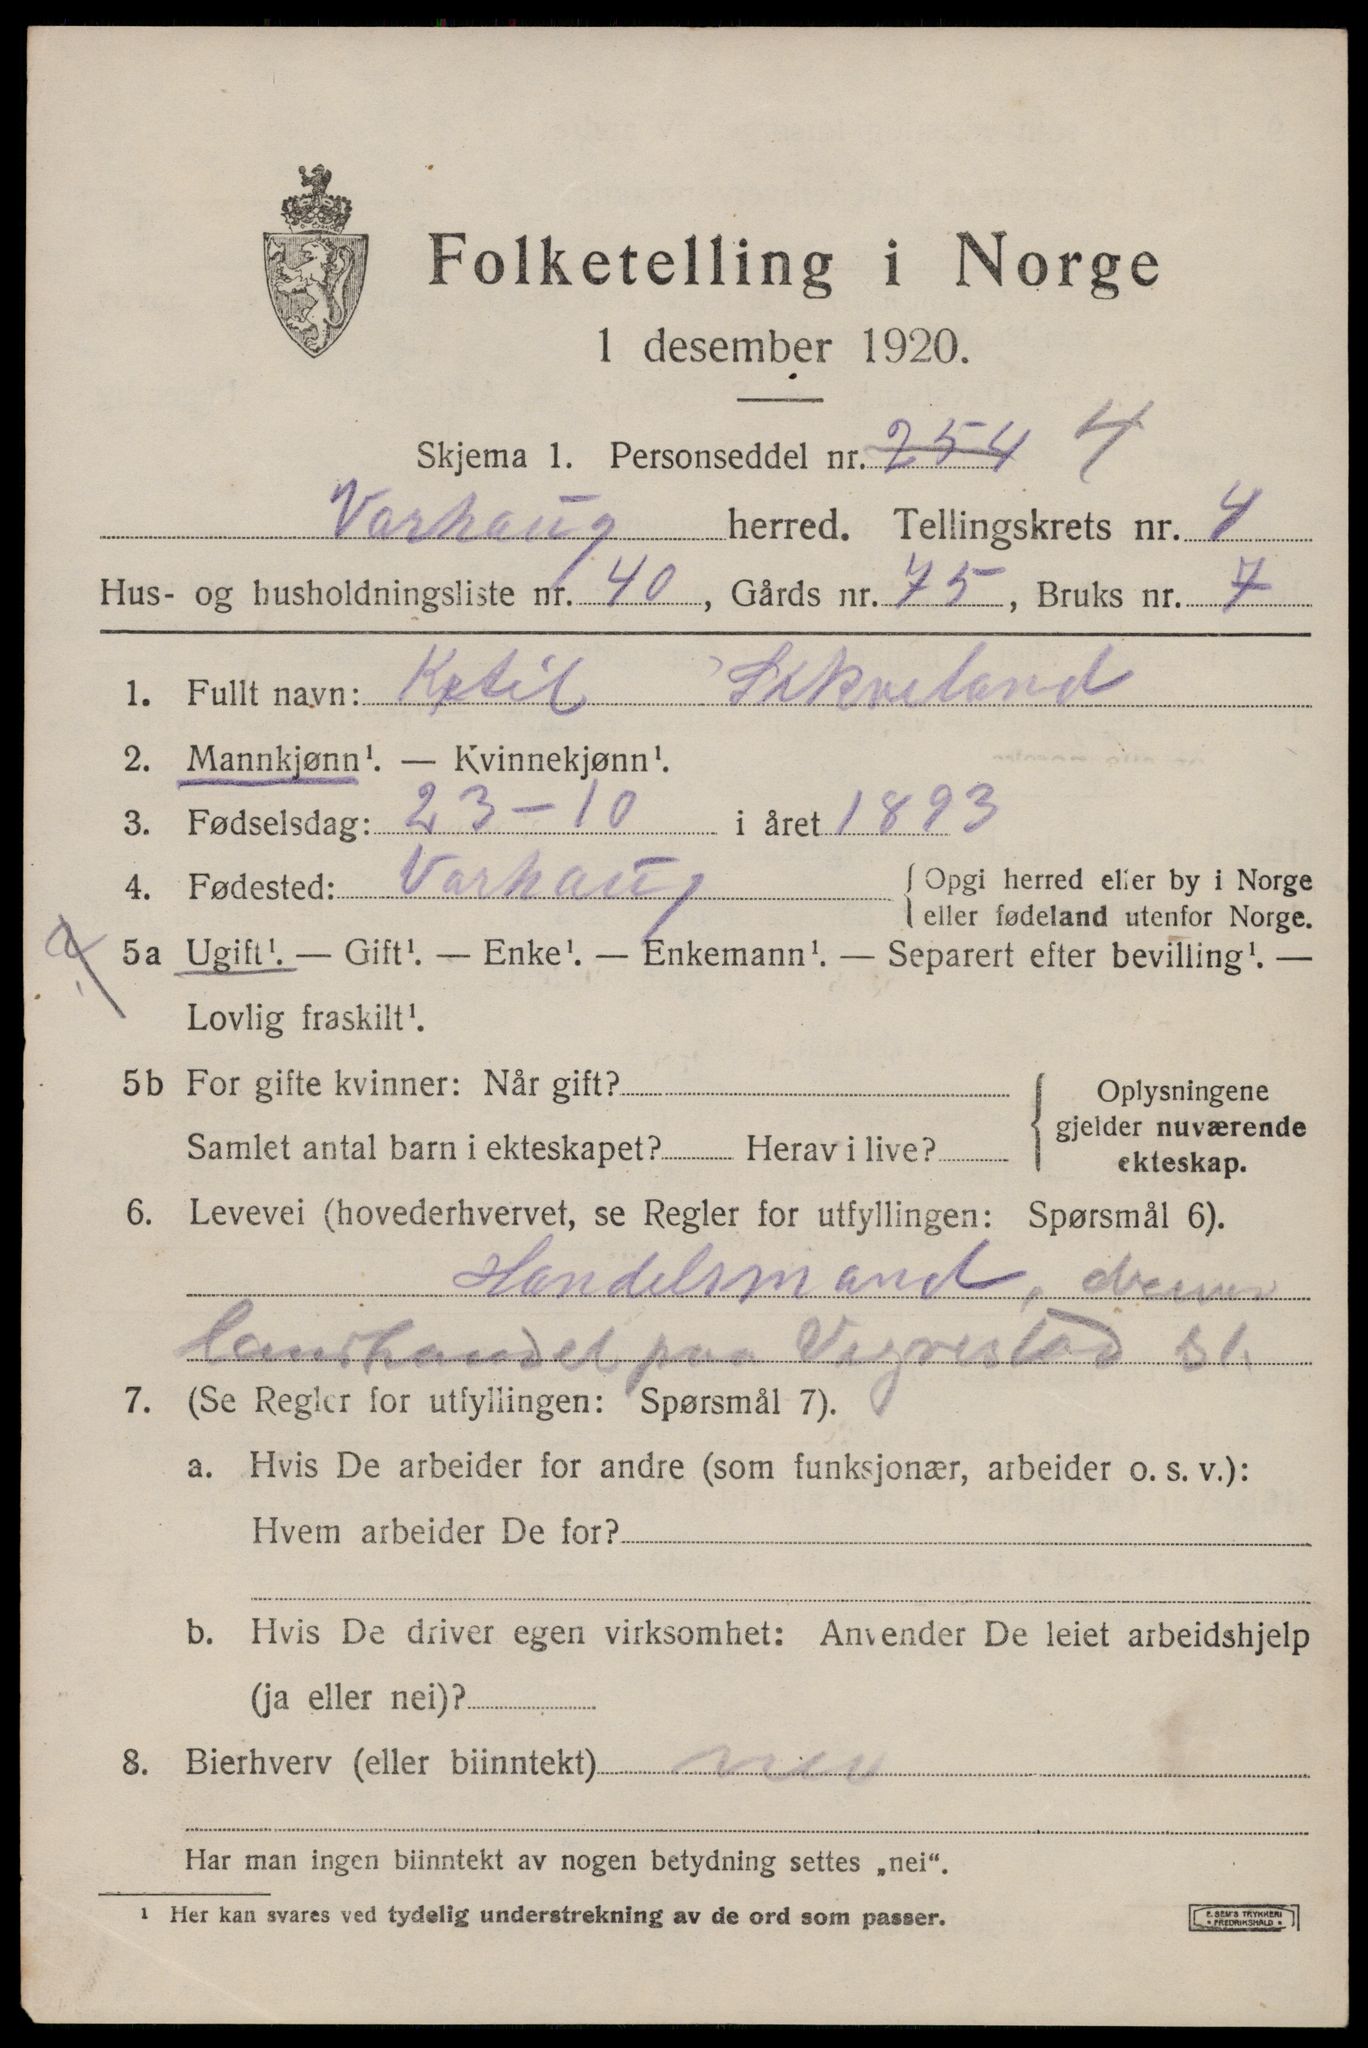 Folketelling i Norge
1 desember 1920.
Skjema 1. Personseddel nr. 254 4
Varhaug herred. Tellingskrets nr. 4
Hus- og husholdningsliste nr. 40, Gårds nr. 75, Bruks nr. 7
1. Fullt navn: Ketil
2. Mannkjønn¹. — Kvinnekjønn¹.
3. Fødselsdag: 23-10 i året 1893
4. Fødested: Varhaug { Opgi herred eller by i Norge
eller fødeland utenfor Norge.
5a Ugift¹. — Gift¹. — Enke¹. — Enkemann¹. — Separert efter bevilling¹. —
Lovlig fraskilt¹.
5b For gifte kvinner: Når gift?
Samlet antal barn i ekteskapet? Herav i live?
{ Oplysningene
gjelder nuværende
ekteskap.
6. Levevei (hovederhvervet, se Regler for utfyllingen: Spørsmål 6).
Handelsmand,
landhandel paa Vigrestad St.
7. (Se Regler for utfyllingen: Spørsmål 7).
a. Hvis De arbeider for andre (som funksjonær, arbeider o. s. v.):
Hvem arbeider De for?
b. Hvis De driver egen virksomhet: Anvender De leiet arbeidshjelp
(ja eller nei)?
8. Bierhverv (eller biinntekt) nei
Har man ingen biinntekt av nogen betydning settes „nei“.
¹ Her kan svares ved tydelig understrekning av de ord som passer.
E. SEM'S TRYKKERI
• FREDRIKSHALD •